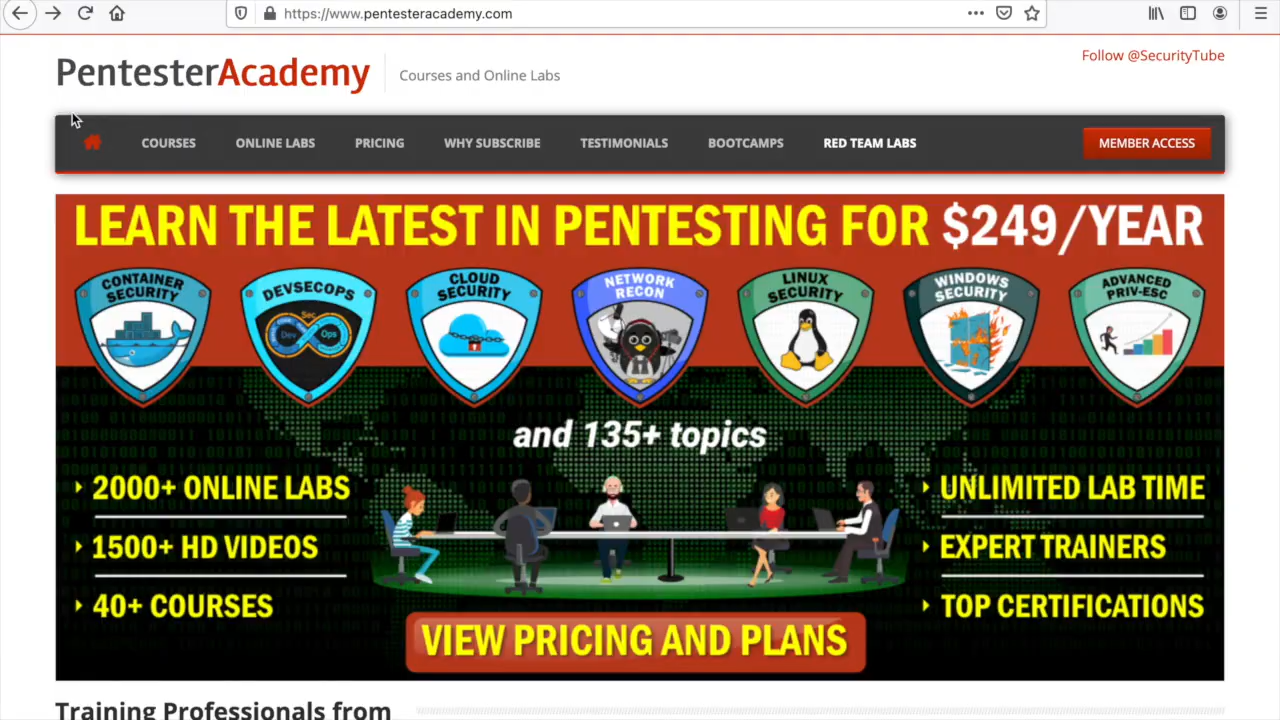 https://www.pentesteracademy.com
PentesterAcademy
Courses and Online Labs
Follow @SecurityTube
COURSES
ONLINE LABS
PRICING
WHY SUBSCRIBE
TESTIMONIALS
BOOTCAMPS
RED TEAM LABS
MEMBER ACCESS
LEARN THE LATEST IN PENTESTING FOR $249/YEAR
CONTAINER
SECURITY
DEVSECOPS
Sec
Dev
Ops
CLOUD
SECURITY
NETWORK
RECON
LINUX
SECURITY
WINDOWS
SECURITY
ADVANCED
PRIV-ESC
and 135+ topics
2000+ ONLINE LABS
1500+ HD VIDEOS
40+ COURSES
UNLIMITED LAB TIME
EXPERT TRAINERS
TOP CERTIFICATIONS
VIEW PRICING AND PLANS
Training Professionals from